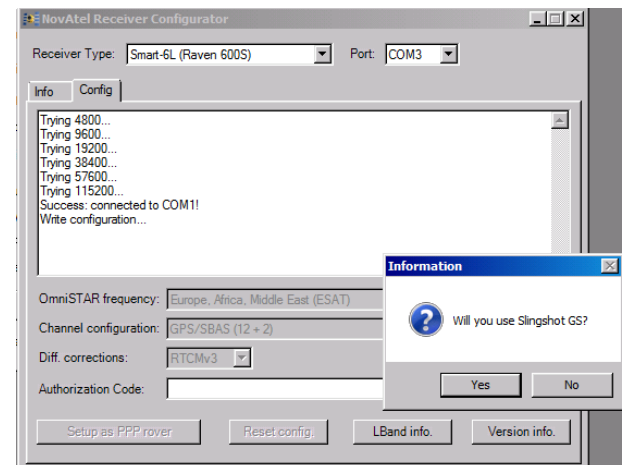 NovAtel Receiver Configurator
Receiver Type: Smart-6L (Raven 600S) Port: COM3
Info Config
Trying 4800...
Trying 9600...
Trying 19200...
Trying 38400...
Trying 57600...
Trying 115200...
Success: connected to COM1!
Write configuration...
Information
Will you use Slingshot GS?
Yes No
OmniSTAR frequency: Europe, Africa, Middle East (ESAT)
Channel configuration: GPS/SBAS (12 + 2)
Diff. corrections: RTCMv3
Authorization Code:
Setup as PPP rover Reset config. LBand info. Version info.